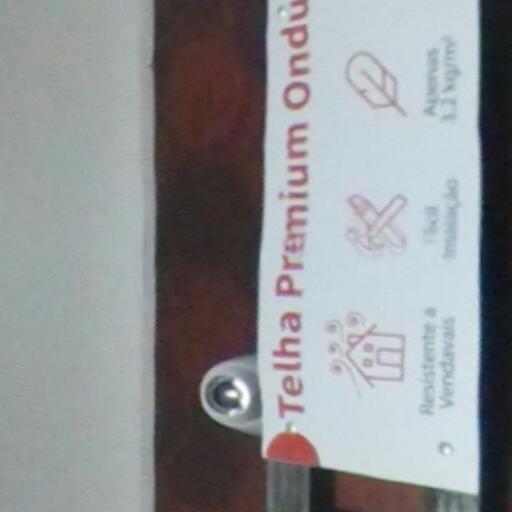 Telha Premium Ondu
Resistente a
Vendavais
Fácil
Instalação
Apenas
3.2 kg/m²